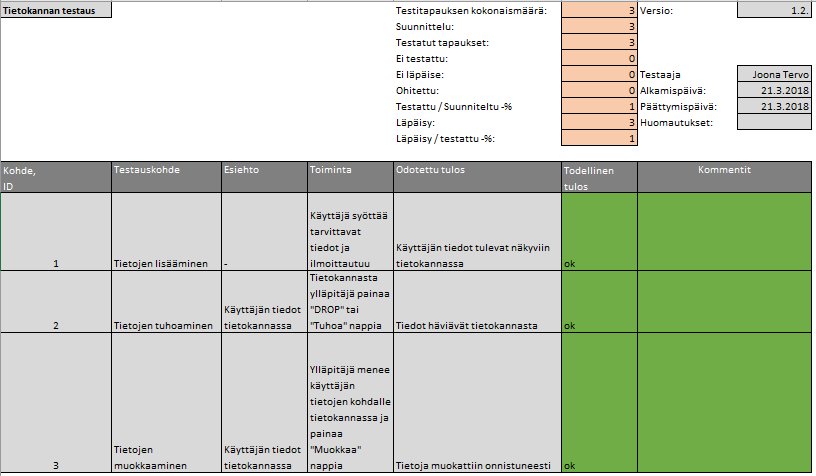 Tietokannan testaus
Testitapauksen kokonaismäärä: 3 Versio: 1.2.
Suunnittelu: 3
Testatut tapaukset: 3
Ei testattu: 0
Ei läpäise: 0 Testaaja Joona Tervo
Ohitettu: 0 Alkamispäivä: 21.3.2018
Testattu / Suunniteltu -% 1 Päättymispäivä: 21.3.2018
Läpäisy: 3 Huomautukset:
Läpäisy / testattu -%: 1
Kohde,
ID
Testauskohde
Esiehto
Toiminta
Odotettu tulos
Todellinen
tulos
Kommentit
1
Tietojen lisääminen
-
Käyttäjä syöttää
tarvittavat
tiedot ja
ilmoittautuu
Käyttäjän tiedot tulevat näkyviin
tietokannassa
ok
2
Tietojen tuhoaminen
Käyttäjän tiedot
tietokannassa
Tietokannasta
ylläpitäjä painaa
"DROP" tai
"Tuhoa" nappia
Tiedot häviävät tietokannasta
ok
3
Tietojen
muokkaaminen
Käyttäjän tiedot
tietokannassa
Ylläpitäjä menee
käyttäjän
tietojen kohdalle
tietokannassa ja
painaa
"Muokkaa"
nappia
Tietoja muokattiin onnistuneesti
ok